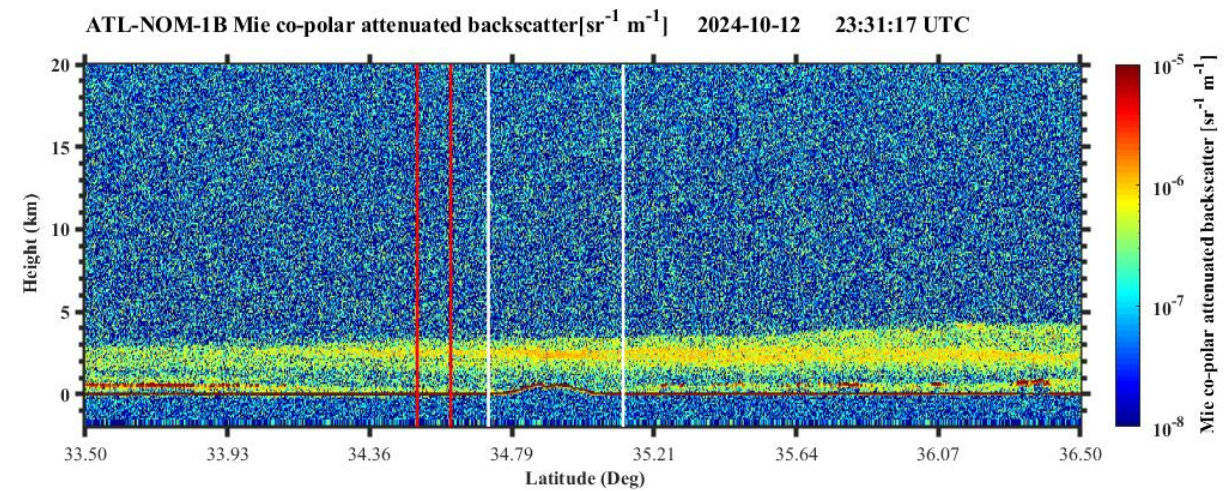 ATL-NOM-1B Mie co-polar attenuated backscatter[sr⁻¹ m⁻¹] 2024-10-12 23:31:17 UTC
20
15
10
5
0
Height (km)
33.50 33.93 34.36 34.79 35.21 35.64 36.07 36.50
Latitude (Deg)
10⁻⁵
10⁻⁶
10⁻⁷
10⁻⁸
Mie co-polar attenuated backscatter [sr⁻¹ m⁻¹]